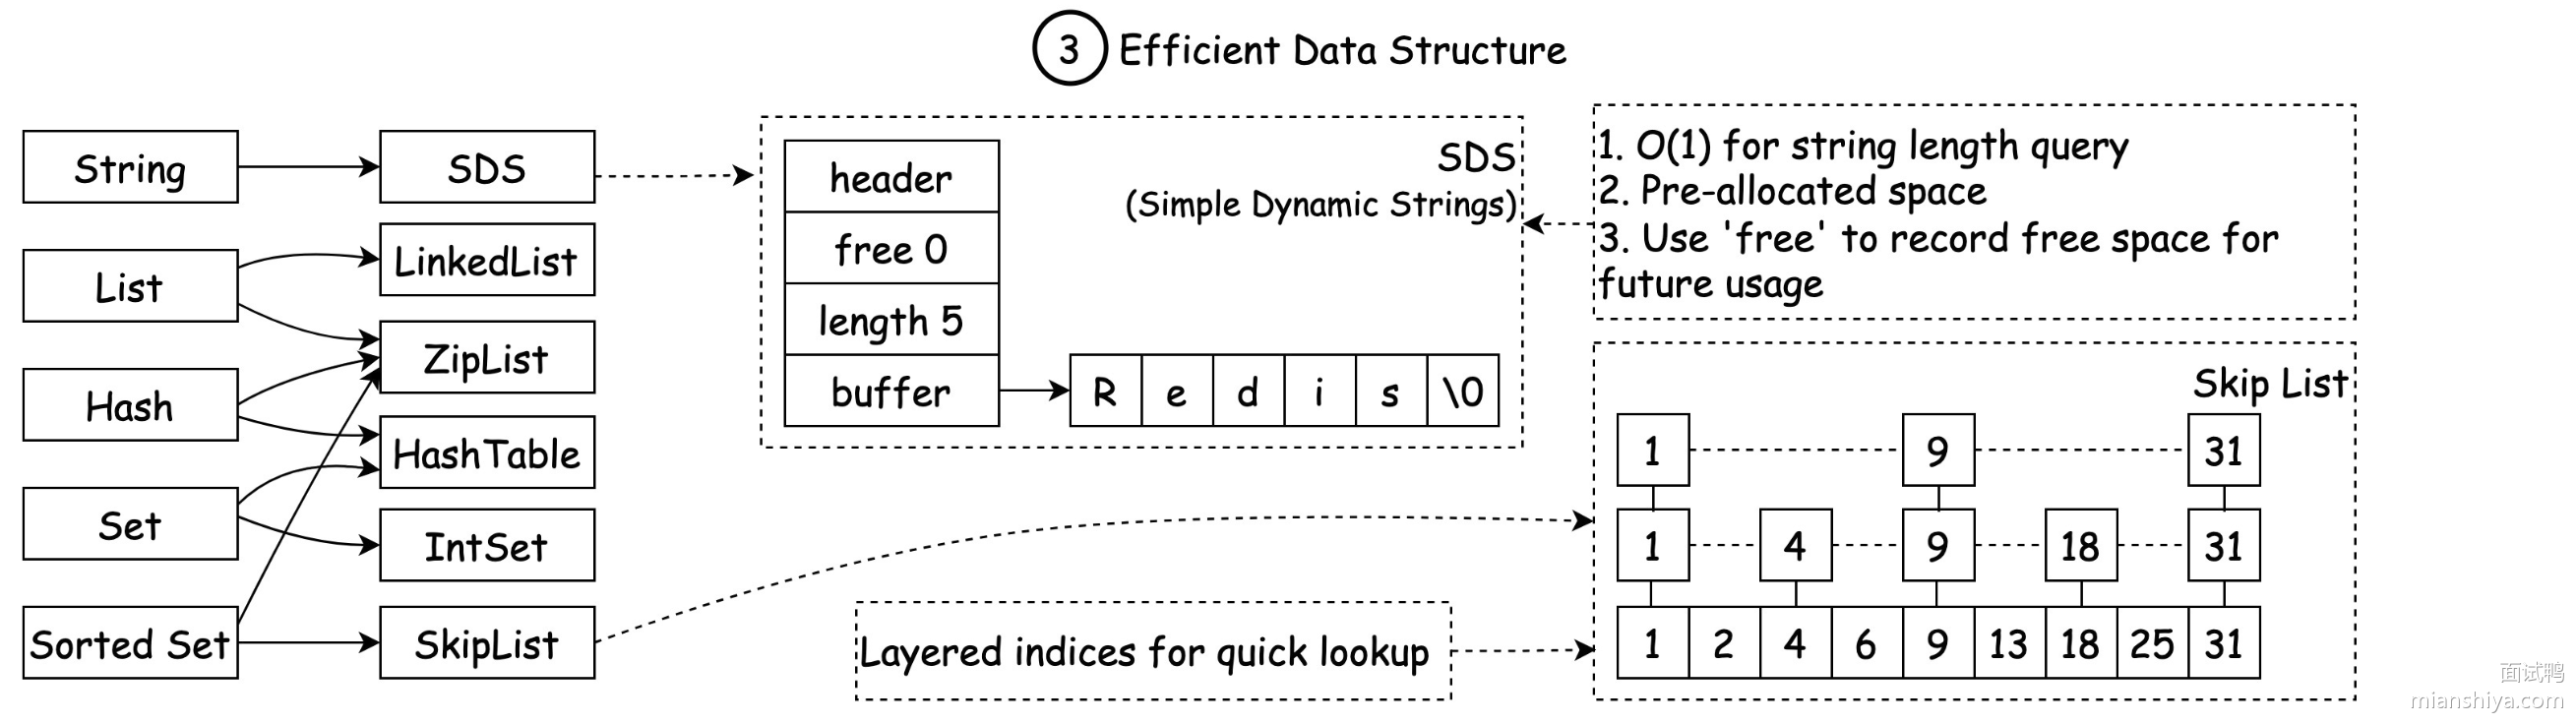 3 Efficient Data Structure
String
List
Hash
Set
Sorted Set
SDS
LinkedList
ZipList
HashTable
IntSet
SkipList
header
free 0
length 5
buffer
R e d i s \0
SDS
(Simple Dynamic Strings)
1. O(1) for string length query
2. Pre-allocated space
3. Use 'free' to record free space for
future usage
Layered indices for quick lookup
Skip List
1 9 31
1 4 9 18 31
1 2 4 6 9 13 18 25 31
面试鸭
mianshiya.com